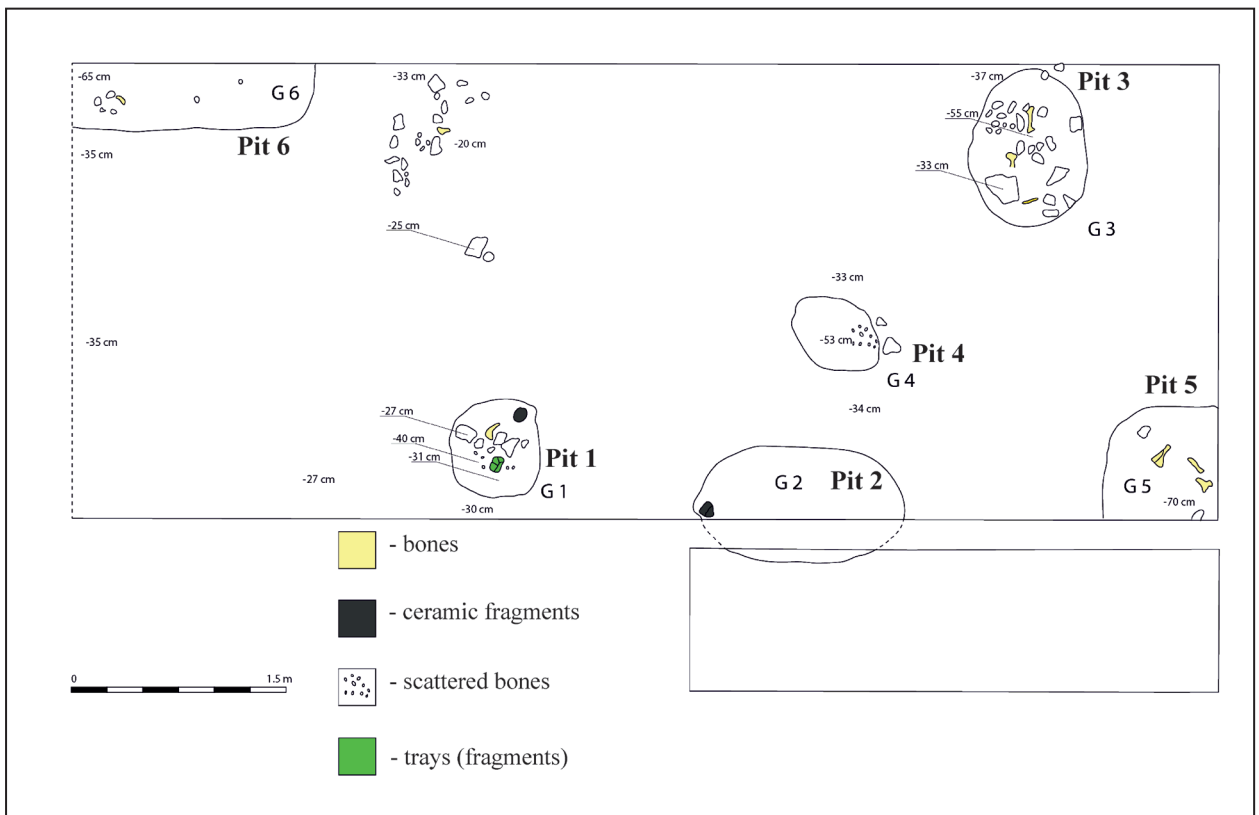 -65 cm
G 6
Pit 6
-35 cm
-33 cm
-20 cm
-25 cm
-37 cm
Pit 3
-55 cm
-33 cm
G 3
-33 cm
-53 cm
Pit 4
G 4
-34 cm
-35 cm
Pit 5
G 5
-70 cm
-27 cm
-40 cm
-31 cm
Pit 1
G 1
-27 cm
-30 cm
G 2
Pit 2
- bones
- ceramic fragments
- scattered bones
- trays (fragments)
0
1.5 m